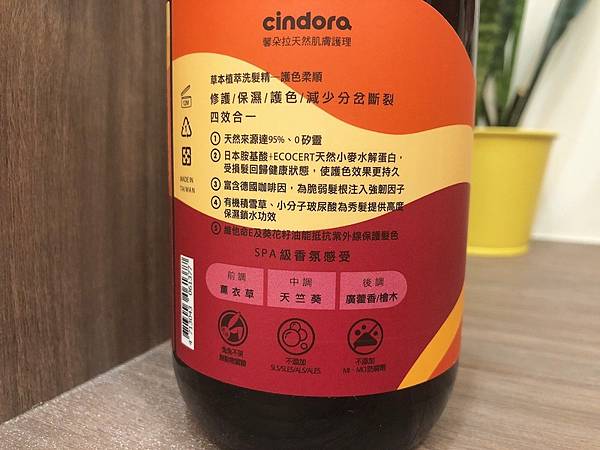 cindora
馨朵拉天然肌膚護理
草本植萃洗髮精—護色柔順
修護/保濕/護色/減少分岔斷裂
四效合一
① 天然來源達95%、0矽靈
② 日本胺基酸+ECOCERT天然小麥水解蛋白,
受損髮回歸健康狀態,使護色效果更持久
③ 富含德國咖啡因,為脆弱髮根注入強韌因子
④ 有機積雪草、小分子玻尿酸為秀髮提供高度
保濕鎖水功效
⑤ 維他命E及葵花籽油能抵抗紫外線保護髮色
SPA級香氛感受
前調
薰衣草
中調
天竺葵
後調
廣藿香/檜木
12M
1
MADE IN
TAIWAN
不添加
SLS/SLES/ALS/ALES
不添加
MI、MCI防腐劑